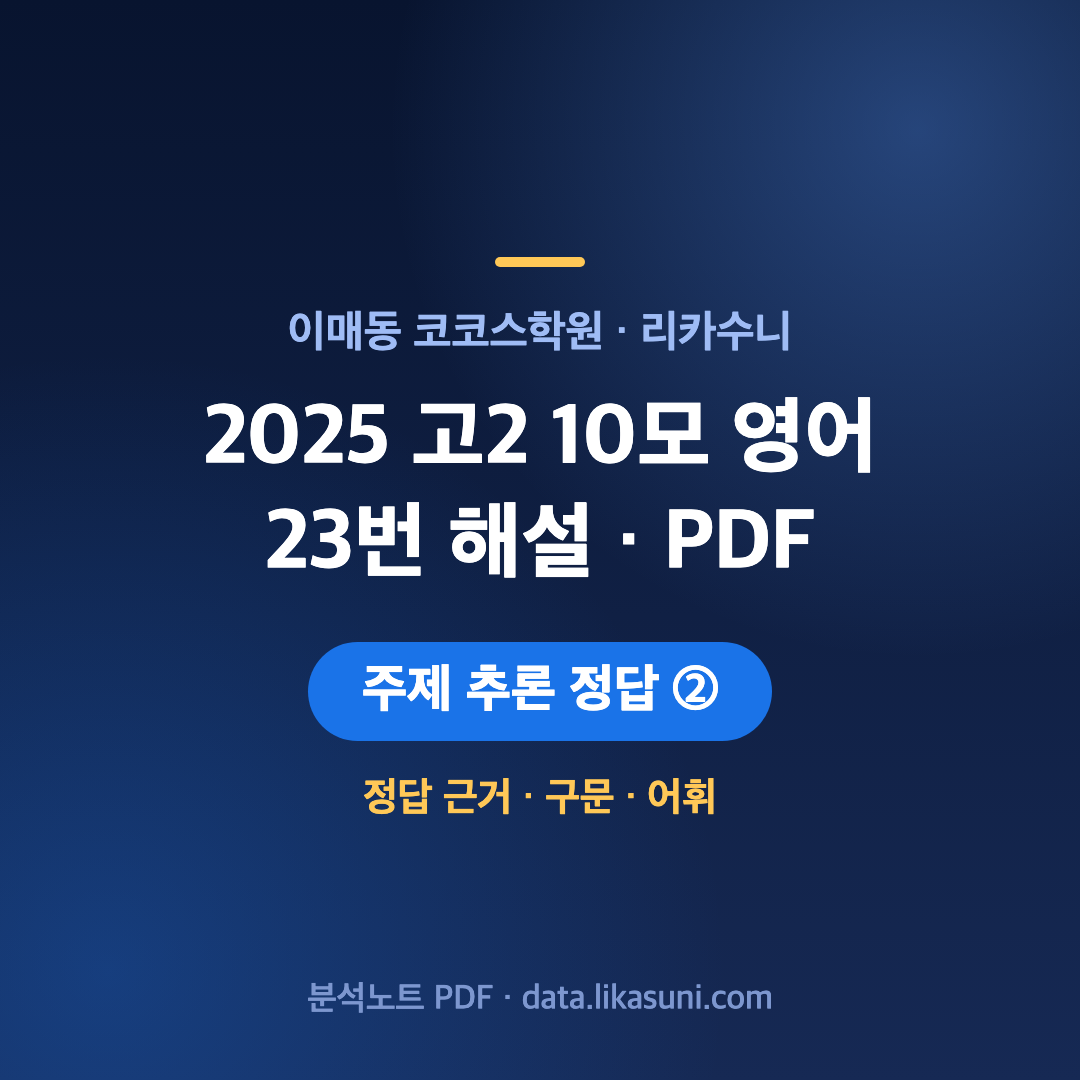 이매동 코코스학원 · 리카수니
2025 고2 10모 영어
23번 해설 · PDF
주제 추론 정답 ②
정답 근거 · 구문 · 어휘
분석노트 PDF · data.likasuni.com